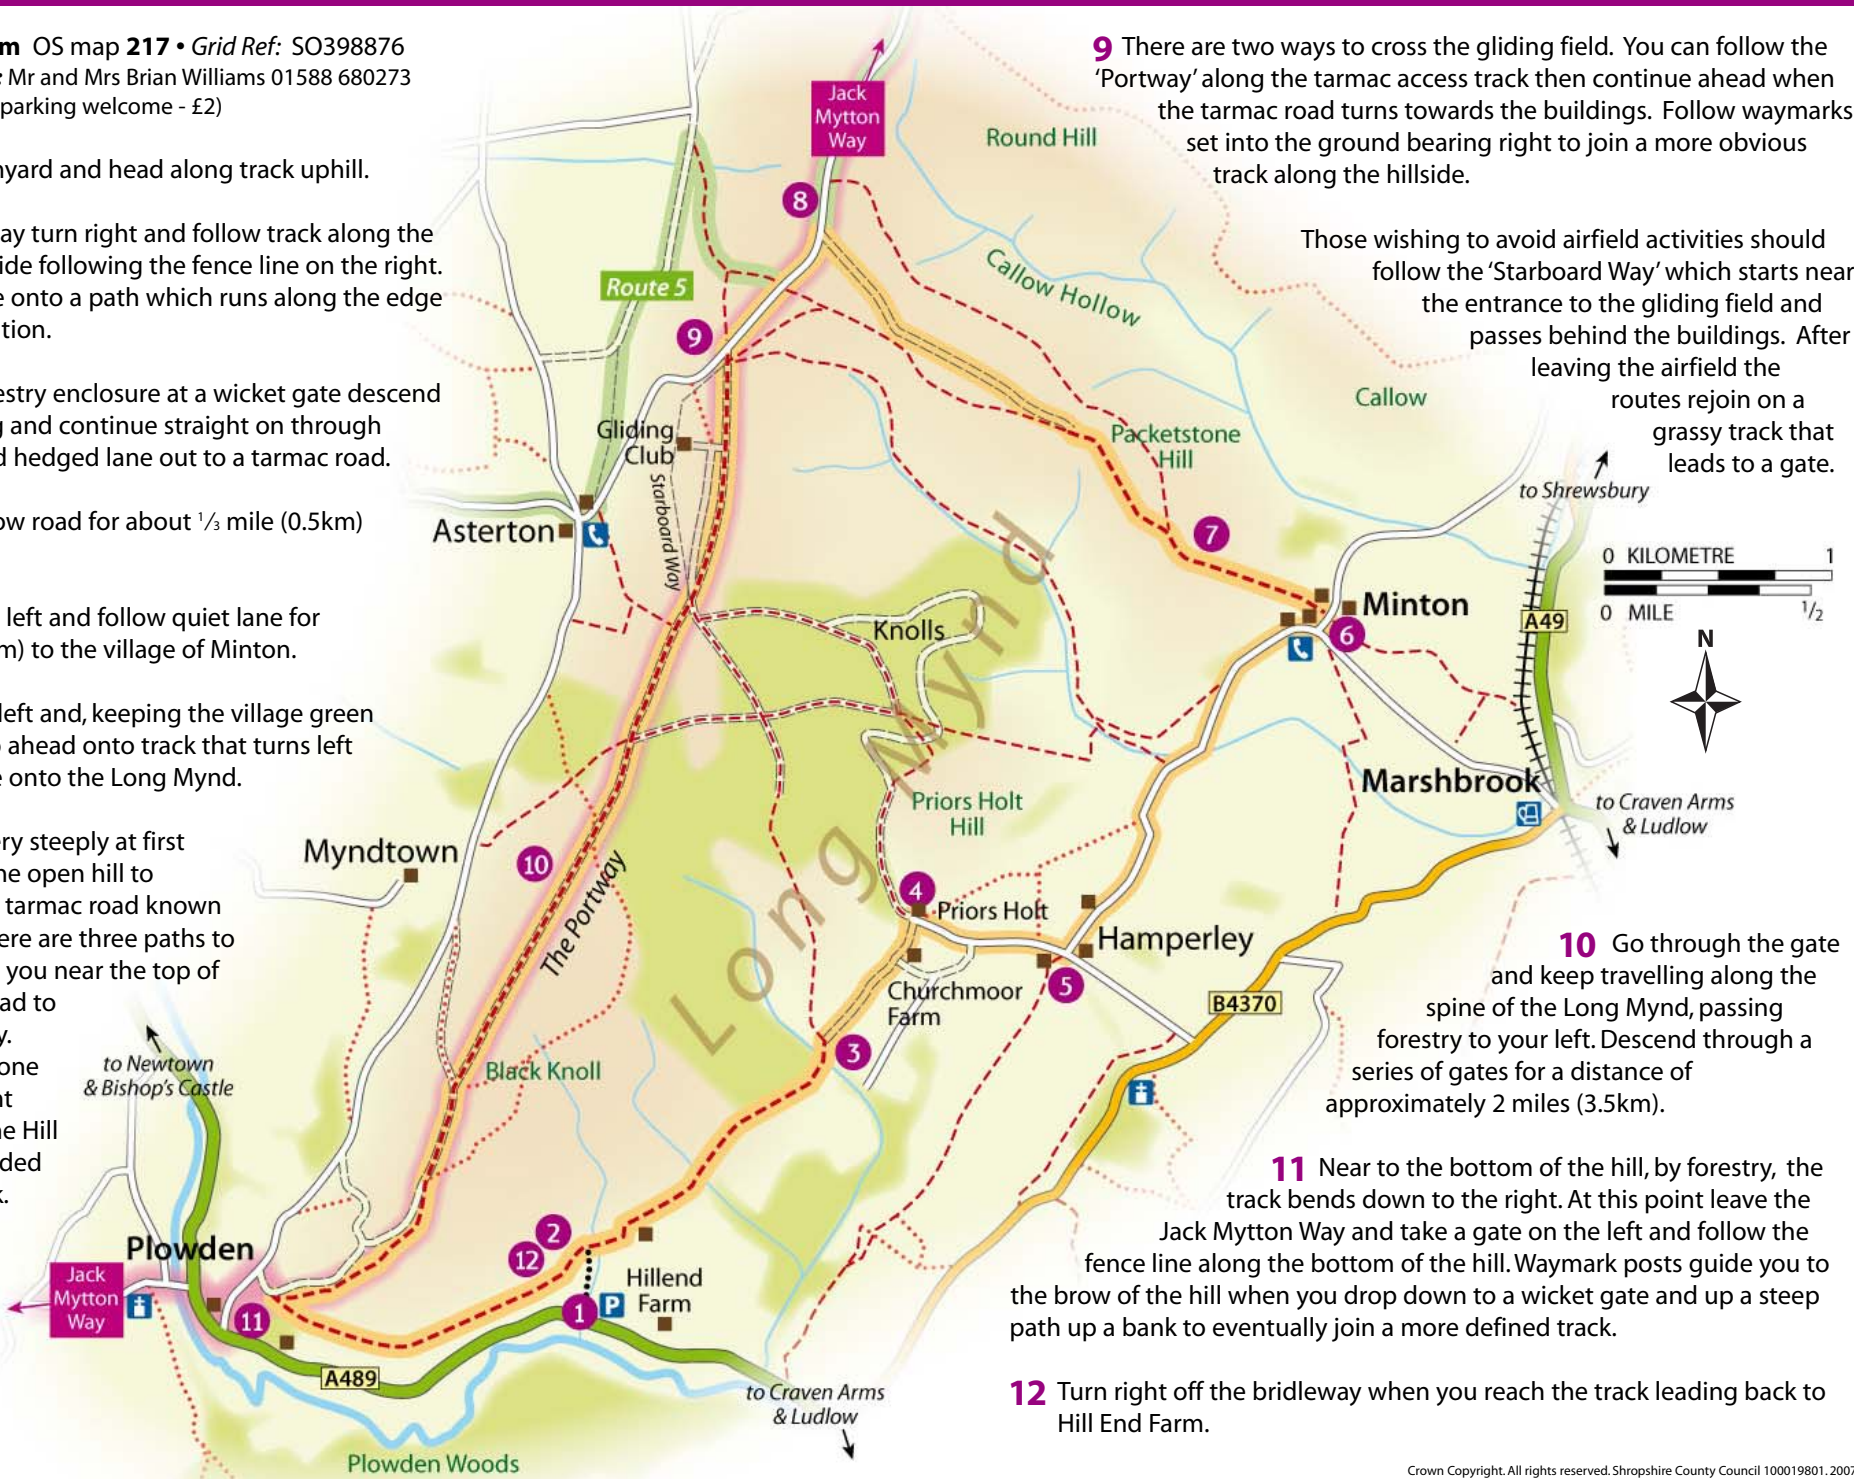 m OS map 217 • Grid Ref: SO398876
: Mr and Mrs Brian Williams 01588 680273
parking welcome - £2)
nyard and head along track uphill.
ay turn right and follow track along the
ide following the fence line on the right.
e onto a path which runs along the edge
tion.
estry enclosure at a wicket gate descend
g and continue straight on through
d hedged lane out to a tarmac road.
ow road for about 1/3 mile (0.5km)
left and follow quiet lane for
m) to the village of Minton.
left and, keeping the village green
o ahead onto track that turns left
e onto the Long Mynd.
ery steeply at first
he open hill to
tarmac road known
ere are three paths to
you near the top of
ad to
y.
one
nt
he Hill
ded
k.
9 There are two ways to cross the gliding field. You can follow the
'Portway' along the tarmac access track then continue ahead when
the tarmac road turns towards the buildings. Follow waymarks
set into the ground bearing right to join a more obvious
track along the hillside.
Those wishing to avoid airfield activities should
follow the 'Starboard Way' which starts near
the entrance to the gliding field and
passes behind the buildings. After
leaving the airfield the
routes rejoin on a
grassy track that
leads to a gate.
10 Go through the gate
and keep travelling along the
spine of the Long Mynd, passing
forestry to your left. Descend through a
series of gates for a distance of
approximately 2 miles (3.5km).
11 Near to the bottom of the hill, by forestry, the
track bends down to the right. At this point leave the
Jack Mytton Way and take a gate on the left and follow the
fence line along the bottom of the hill. Waymark posts guide you to
the brow of the hill when you drop down to a wicket gate and up a steep
path up a bank to eventually join a more defined track.
12 Turn right off the bridleway when you reach the track leading back to
Hill End Farm.
Jack
Mytton
Way
Round Hill
8
Callow Hollow
Route 5
9
Callow
Gliding
Club
Packetstone
Hill
Starboard Way
to Shrewsbury
Asterton
7
0 KILOMETRE 1
0 MILE 1/2
N
Knolls
Minton
6
A49
Long Mynd
Marshbrook
to Craven Arms
& Ludlow
Priors Holt
Hill
Myndtown
10
The Portway
4
Priors Holt
Hamperley
5
Churchmoor
Farm
B4370
3
Black Knoll
to Newtown
& Bishop's Castle
Plowden
2
12
Hillend
Farm
1
P
Jack
Mytton
Way
11
A489
to Craven Arms
& Ludlow
Plowden Woods
Crown Copyright. All rights reserved. Shropshire County Council 100019801. 2007